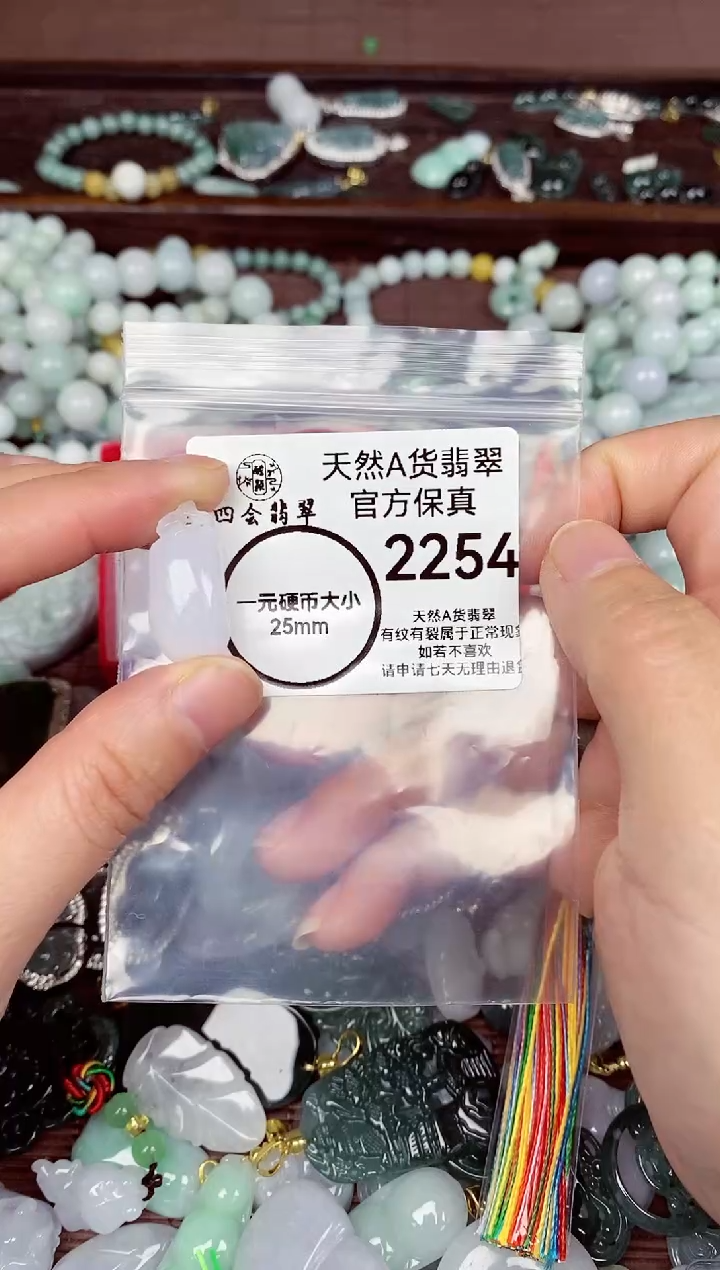 天然A货翡翠
官方保真
四会翡翠
2254
一元硬币大小
25mm
天然A货翡翠
有纹有裂属于正常现
如若不喜欢
请申请七天无理由退